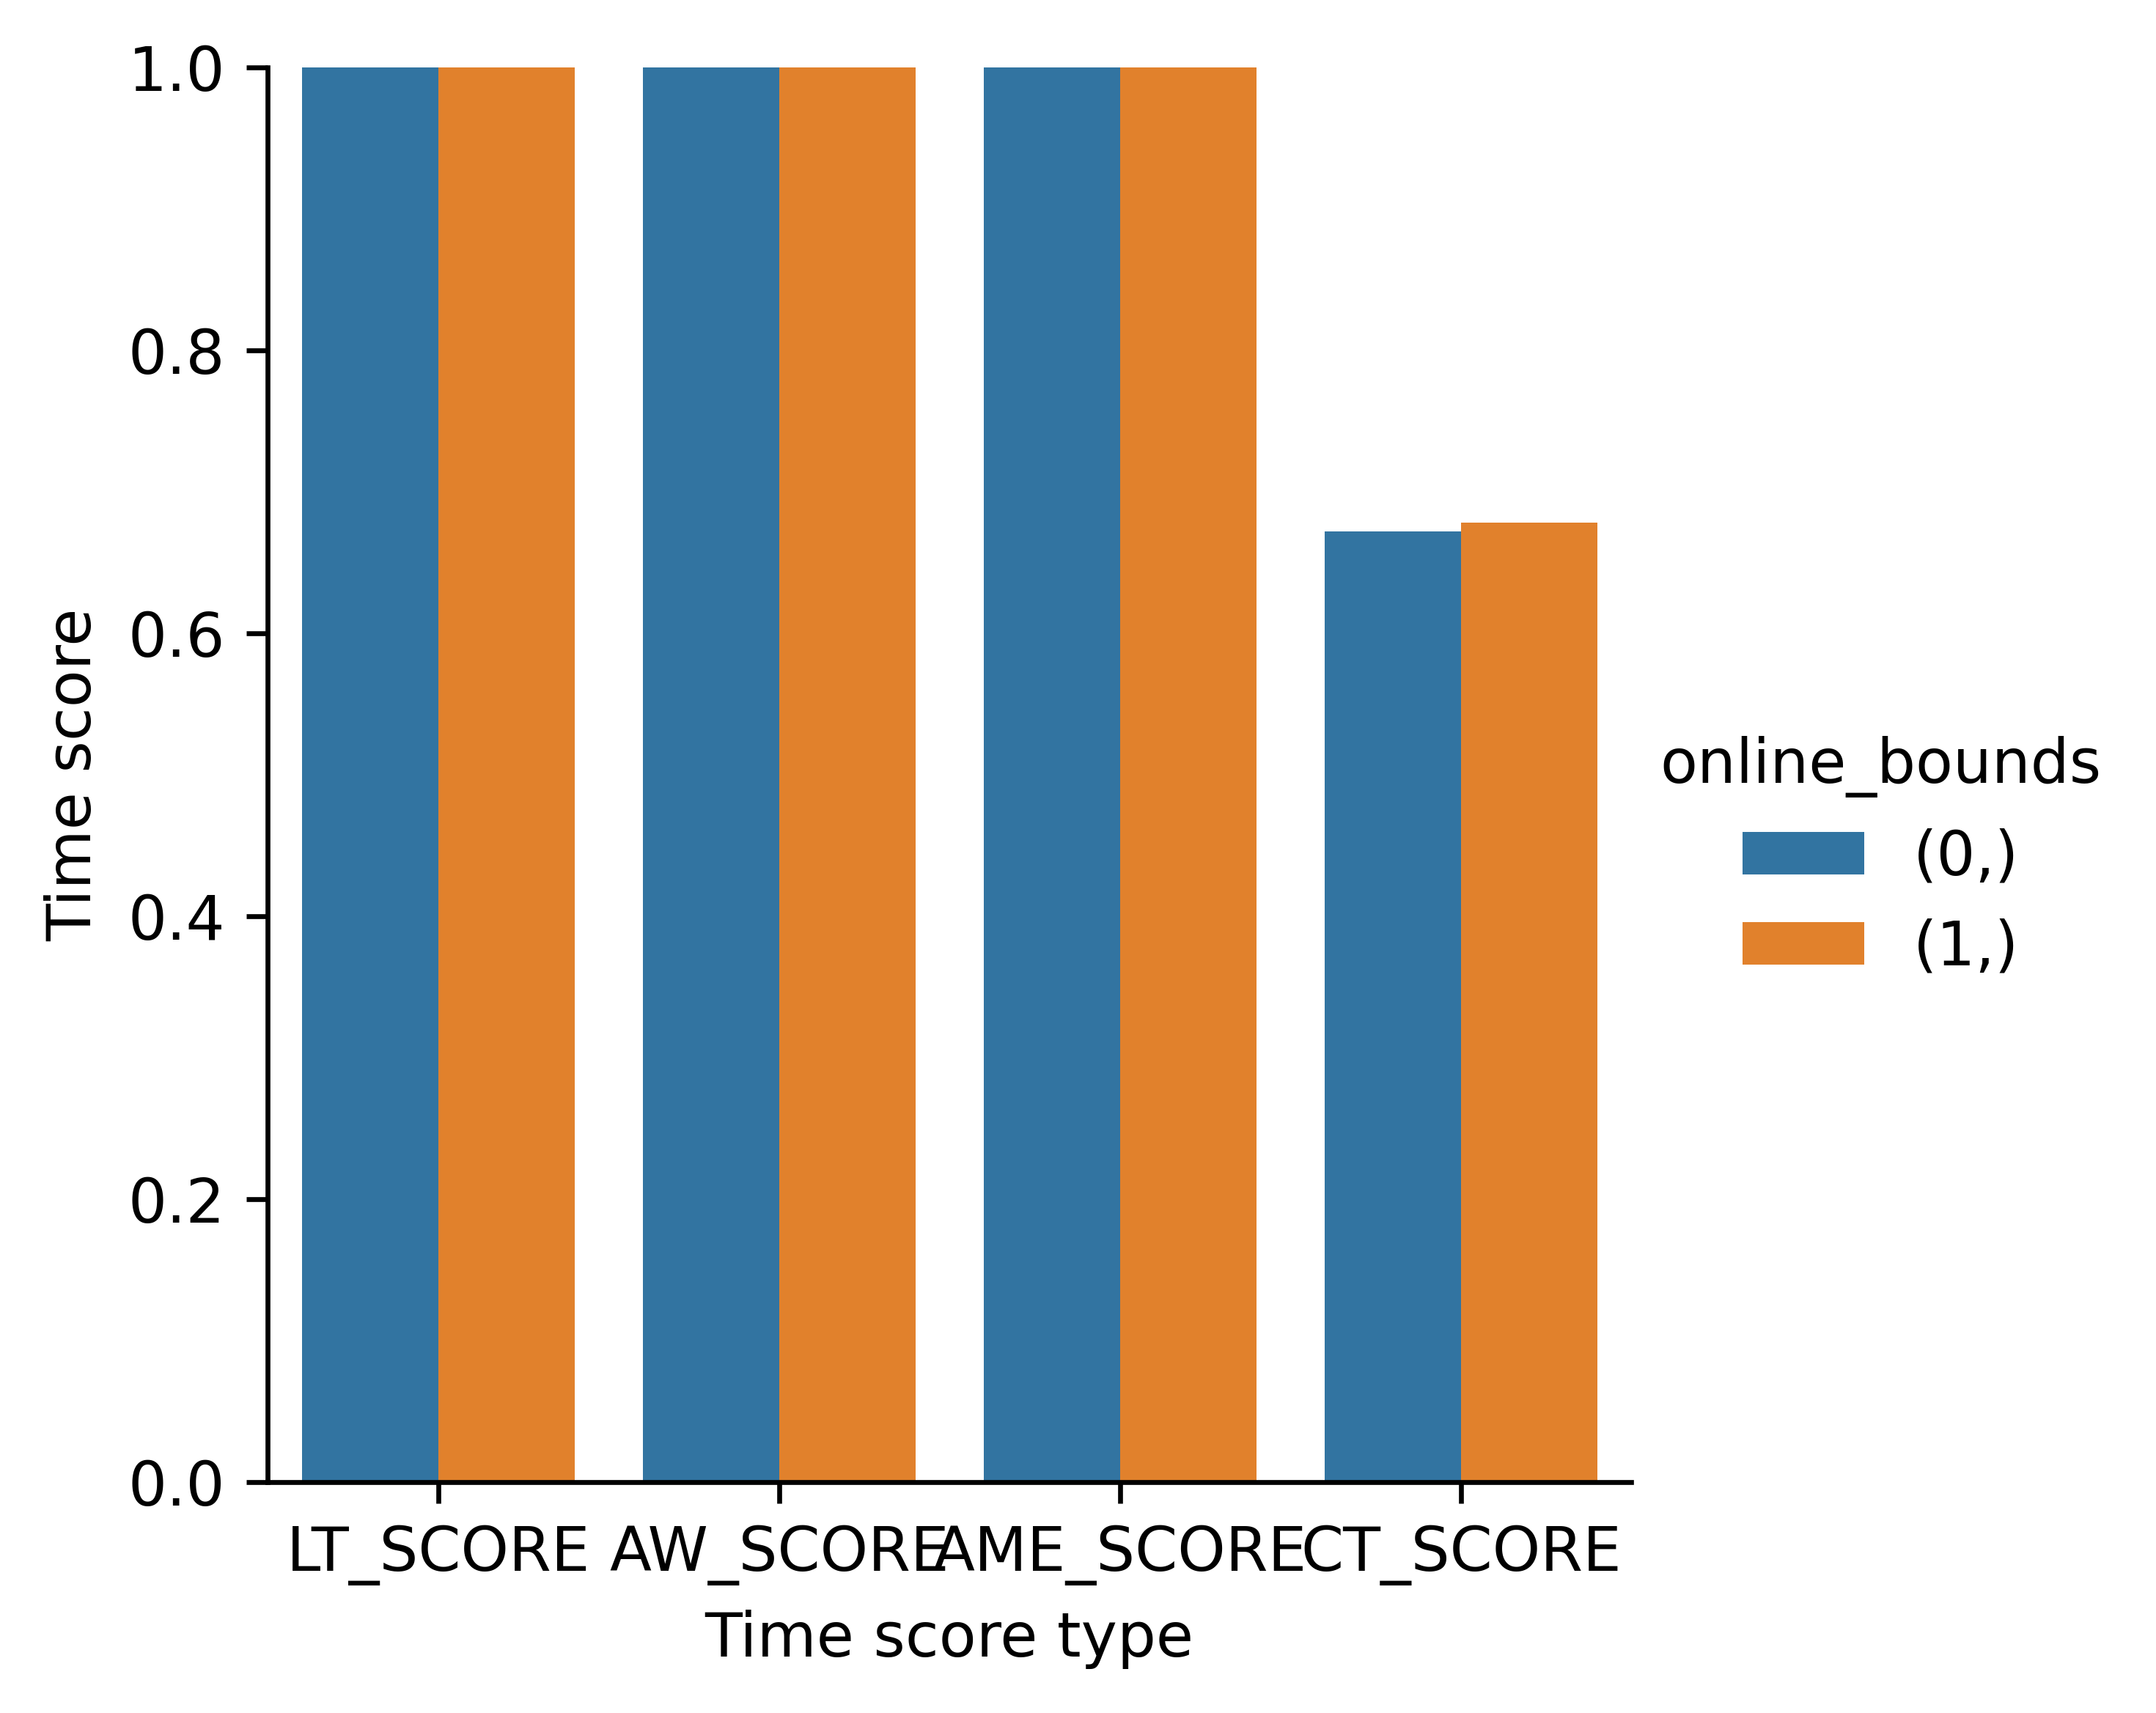 1.0
0.8
0.6
0.4
0.2
0.0
Time score
LT_SCORE AW_SCORE AME_SCORE CT_SCORE
Time score type
online_bounds
(0,)
(1,)